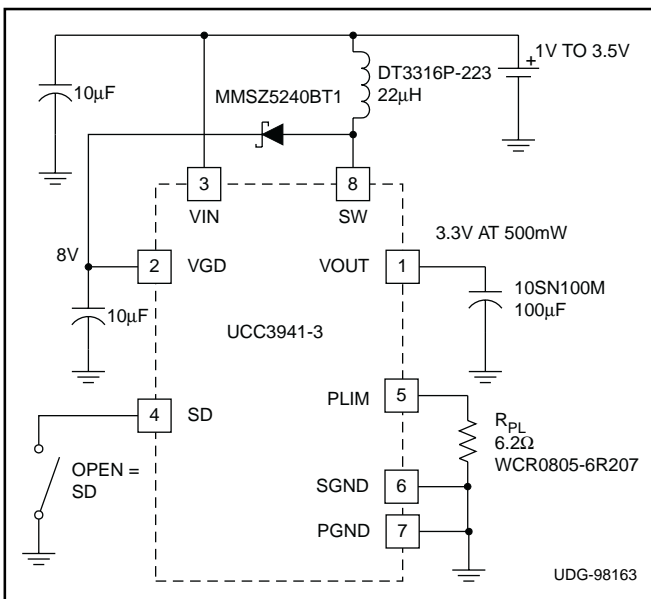 1V TO 3.5V
+
DT3316P-223
22µH
10µF
MMSZ5240BT1
3
8
VIN
SW
8V
2
VGD
VOUT
1
3.3V AT 500mW
10SN100M
100µF
10µF
UCC3941-3
PLIM
5
4
SD
RPL
6.2Ω
WCR0805-6R207
OPEN =
SD
SGND
6
PGND
7
UDG-98163